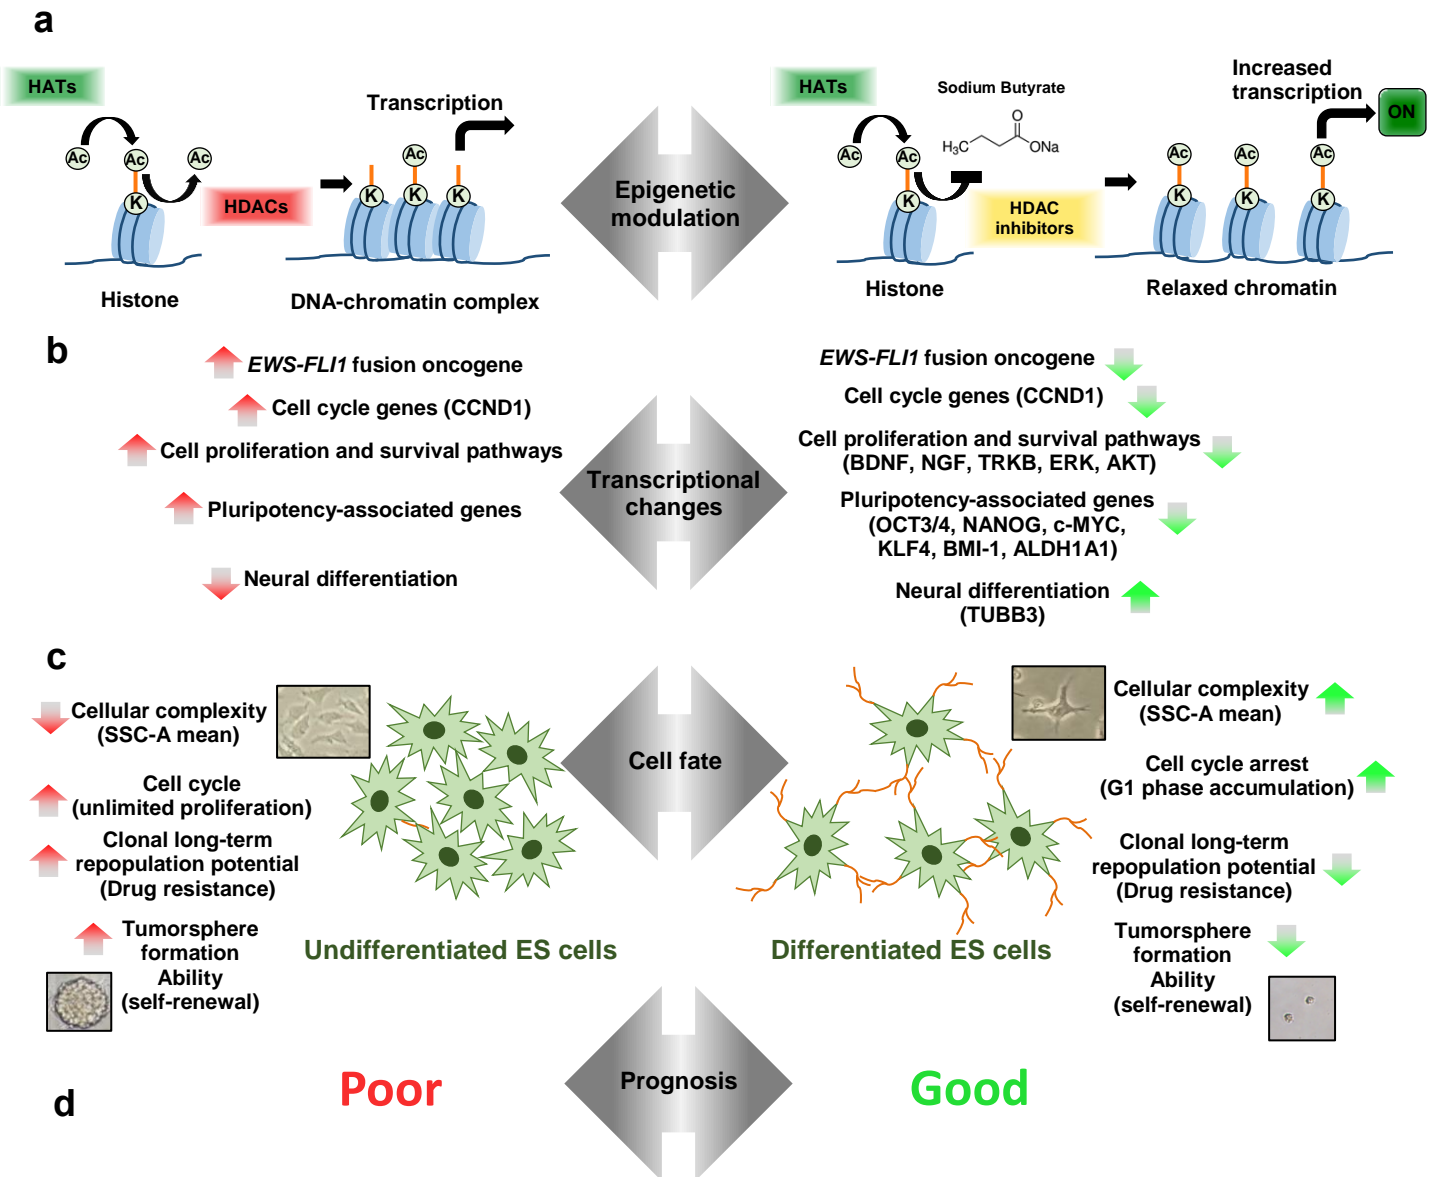 a
HATs
Ac
Ac
Ac
K
HDACs
Histone
Transcription
Ac
K
K
K
DNA-chromatin complex
Epigenetic
modulation
HATs
Sodium Butyrate
O
H3C
ONa
Ac
Ac
K
HDAC
inhibitors
Histone
Increased
transcription
ON
Ac
Ac
Ac
K
K
K
Relaxed chromatin
b
EWS-FLI1 fusion oncogene
Cell cycle genes (CCND1)
Cell proliferation and survival pathways
Pluripotency-associated genes
Neural differentiation
Transcriptional
changes
EWS-FLI1 fusion oncogene
Cell cycle genes (CCND1)
Cell proliferation and survival pathways
(BDNF, NGF, TRKB, ERK, AKT)
Pluripotency-associated genes
(OCT3/4, NANOG, c-MYC,
KLF4, BMI-1, ALDH1A1)
Neural differentiation
(TUBB3)
c
Cellular complexity
(SSC-A mean)
Cell cycle
(unlimited proliferation)
Clonal long-term
repopulation potential
(Drug resistance)
Tumorsphere
formation
Ability
(self-renewal)
Undifferentiated ES cells
Cell fate
Differentiated ES cells
Cellular complexity
(SSC-A mean)
Cell cycle arrest
(G1 phase accumulation)
Clonal long-term
repopulation potential
(Drug resistance)
Tumorsphere
formation
Ability
(self-renewal)
d
Poor
Prognosis
Good